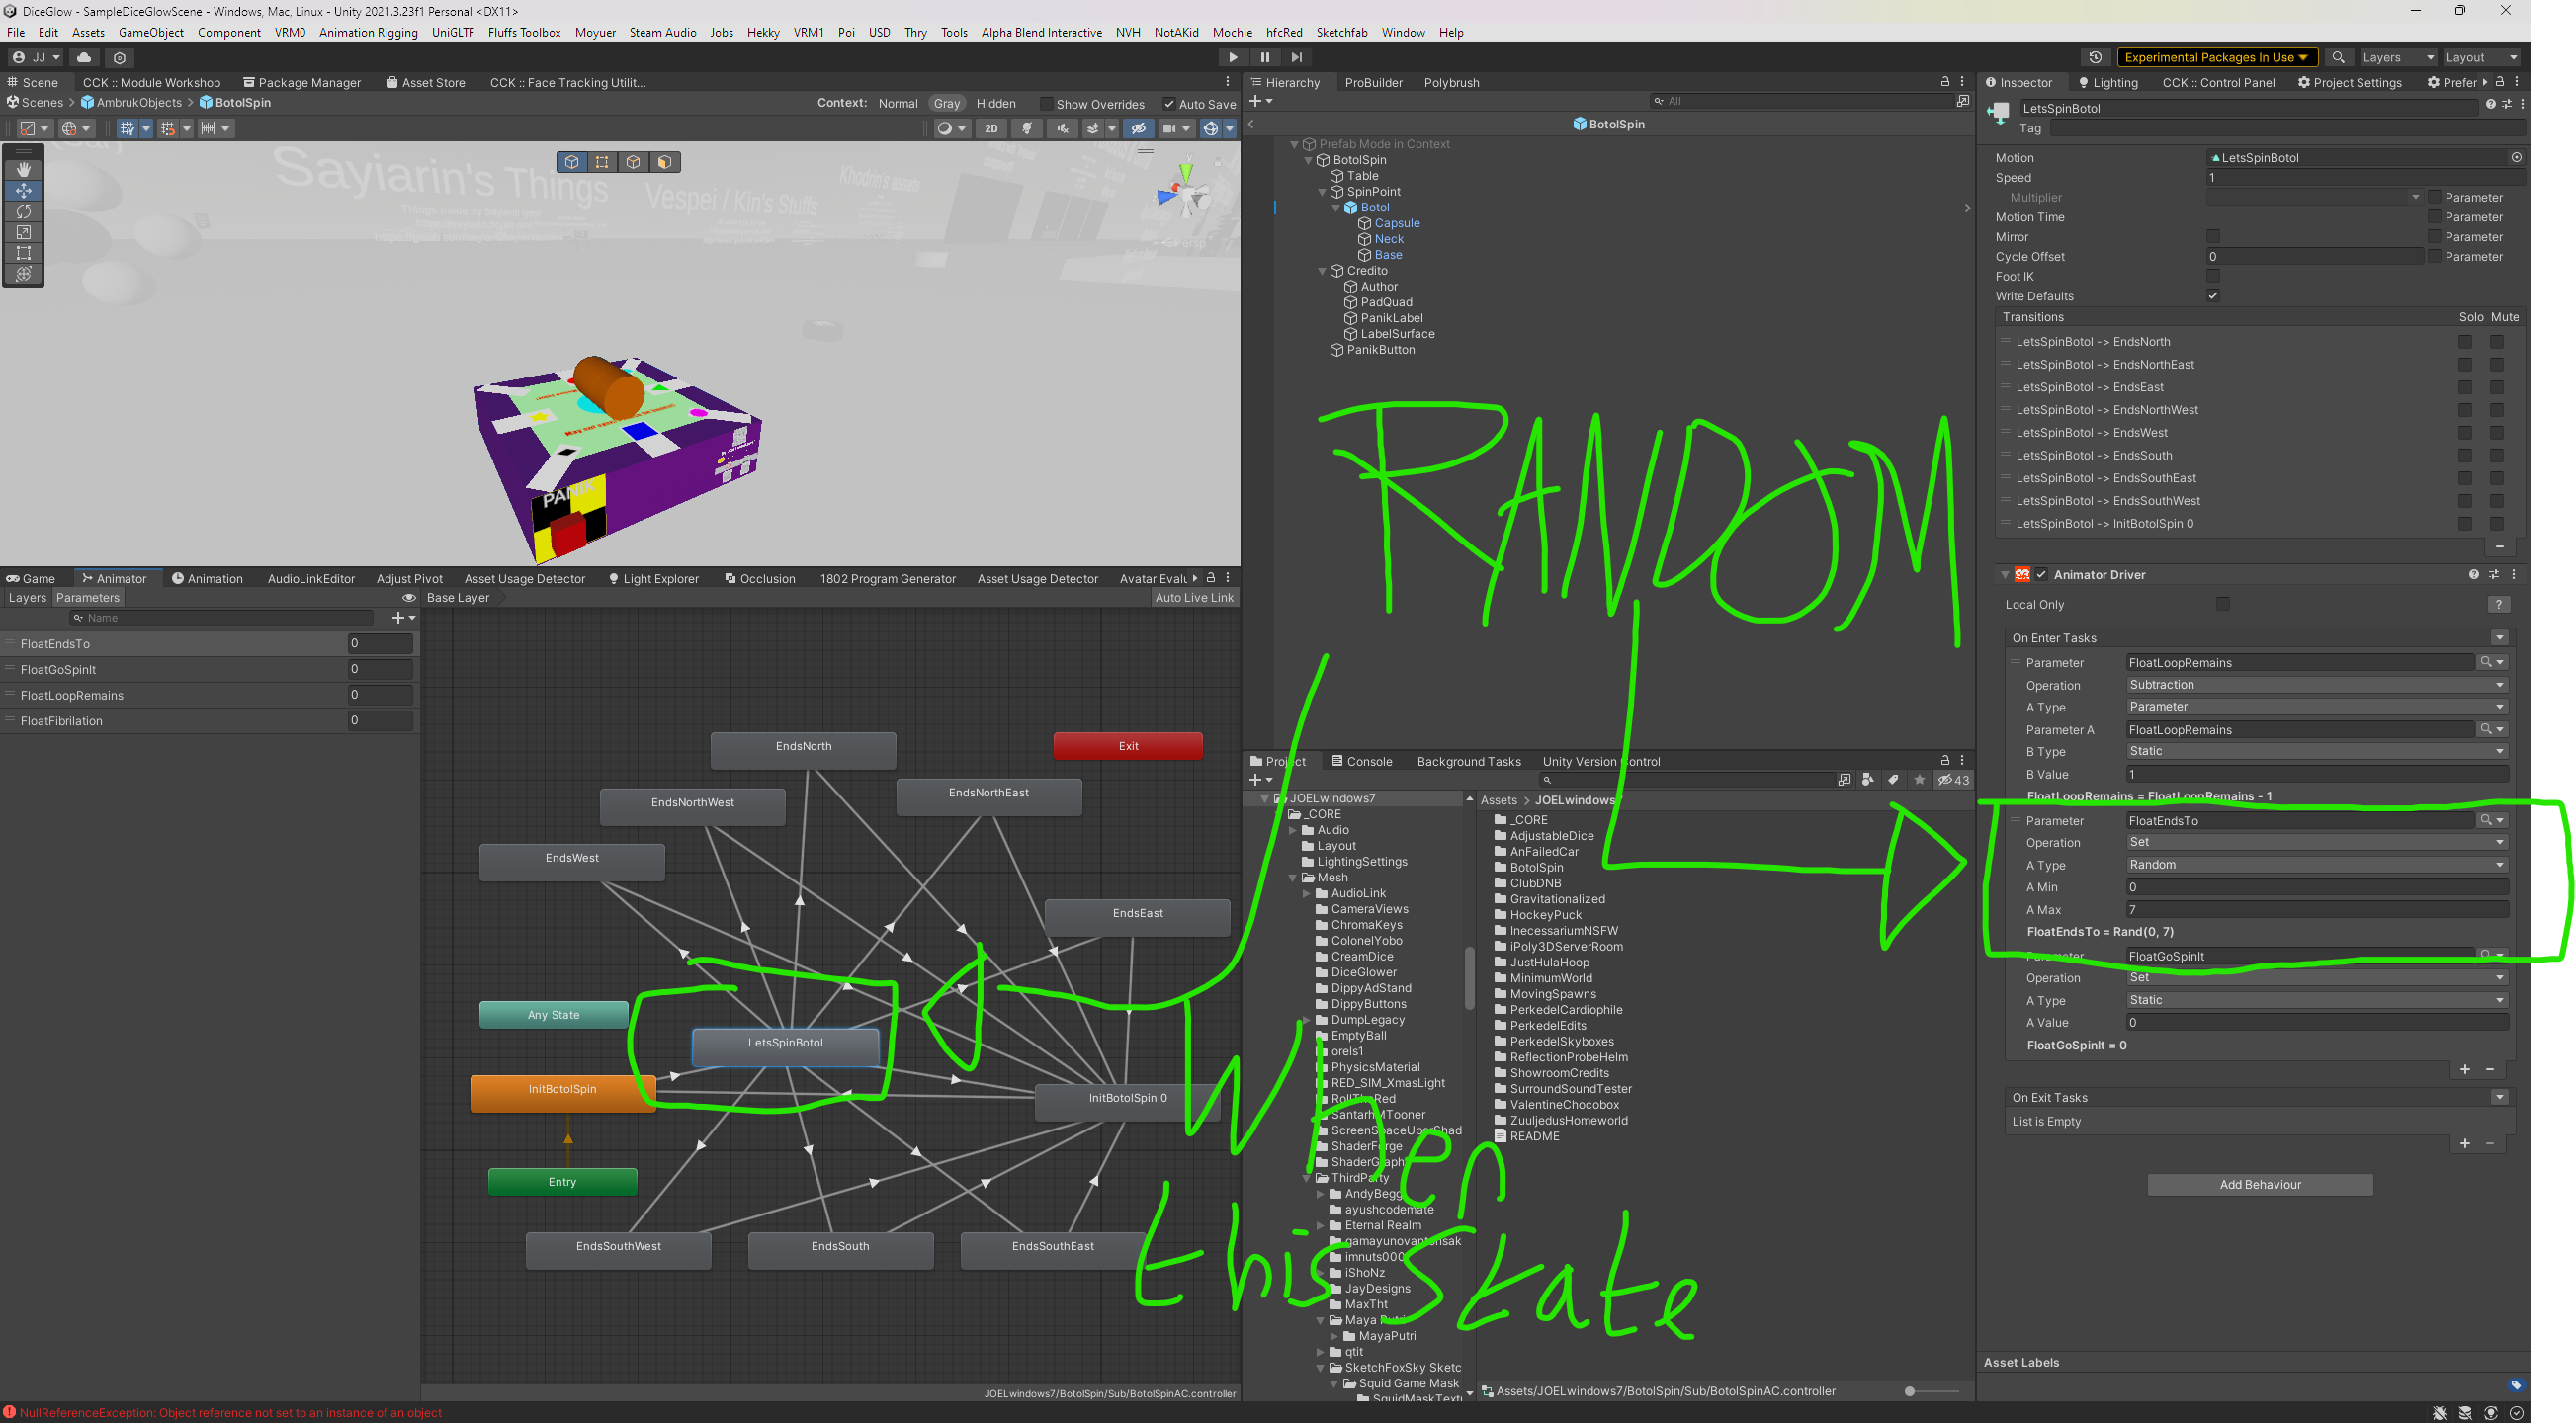 DiceGlow - SampleDiceGlowScene - Windows, Mac, Linux - Unity 2021.3.23f1 Personal <DX11>
File Edit Assets GameObject Component VRM0 Animation Rigging UniGLTF Fluffs Toolbox Moyuer Steam Audio Jobs Hekky VRM1 Poi USD Thry Tools Alpha Blend Interactive NVH NotAKid Mochie hfcRed Sketchfab Window Help
JJ
Experimental Packages In Use
Layers
Layout
Scene CCK :: Module Workshop Package Manager Asset Store CCK :: Face Tracking Utilit...
Scenes AmbrukObjects BotolSpin
Context: Normal Gray Hidden Show Overrides Auto Save
2D
Sayiarin's Things
Vespei / Kin's Stuffs
Khodrin's assets
Persp
PANIK
Hierarchy ProBuilder Polybrush
All
BotolSpin
Prefab Mode in Context
BotolSpin
Table
SpinPoint
Botol
Capsule
Neck
Base
Credito
Author
PadQuad
PanikLabel
LabelSurface
PanikButton
RANDOM
Inspector Lighting CCK :: Control Panel Project Settings Prefer
LetsSpinBotol
Tag
Motion LetsSpinBotol
Speed 1
Multiplier Parameter
Motion Time Parameter
Mirror Parameter
Cycle Offset 0 Parameter
Foot IK
Write Defaults
Transitions Solo Mute
LetsSpinBotol -> EndsNorth
LetsSpinBotol -> EndsNorthEast
LetsSpinBotol -> EndsEast
LetsSpinBotol -> EndsNorthWest
LetsSpinBotol -> EndsWest
LetsSpinBotol -> EndsSouth
LetsSpinBotol -> EndsSouthEast
LetsSpinBotol -> EndsSouthWest
LetsSpinBotol -> InitBotolSpin 0
Animator Driver
Local Only
?
On Enter Tasks
Parameter FloatLoopRemains
Operation Subtraction
A Type Parameter
Parameter A FloatLoopRemains
B Type Static
B Value 1
FloatLoopRemains = FloatLoopRemains - 1
Parameter FloatEndsTo
Operation Set
A Type Random
A Min 0
A Max 7
FloatEndsTo = Rand(0, 7)
Parameter FloatGoSpinIt
Operation Set
A Type Static
A Value 0
FloatGoSpinIt = 0
On Exit Tasks
List is Empty
Add Behaviour
Asset Labels
Game Animator Animation AudioLinkEditor Adjust Pivot Asset Usage Detector Light Explorer Occlusion 1802 Program Generator Asset Usage Detector Avatar Evalu
Layers Parameters
Base Layer
Auto Live Link
Name
FloatEndsTo 0
FloatGoSpinIt 0
FloatLoopRemains 0
FloatFibrilation 0
EndsNorth
Exit
EndsNorthWest
EndsNorthEast
EndsWest
EndsEast
Any State
LetsSpinBotol
InitBotolSpin
InitBotolSpin 0
Entry
EndsSouthWest
EndsSouth
EndsSouthEast
JOELwindows7/BotolSpin/Sub/BotolSpinAC.controller
When
this state
Project Console Background Tasks Unity Version Control
43
JOELwindows7
_CORE
Audio
Layout
LightingSettings
Mesh
AudioLink
CameraViews
ChromaKeys
ColonelYobo
CreamDice
DiceGlower
DippyAdStand
DippyButtons
DumpLegacy
EmptyBall
orels1
PhysicsMaterial
RED_SIM_XmasLight
RollTheRed
SantarhMTooner
ScreenSpaceUberShad
ShaderForge
ShaderGraph
ThirdParty
AndyBegg
ayushcodemate
Eternal Realm
imnuts000
iShoNz
JayDesigns
MaxTht
Maya Putri
MayaPutri
qtit
SketchFoxSky Sketc
Squid Game Mask
SquidMaskText
Assets > JOELwindows7
_CORE
AdjustableDice
AnFailedCar
BotolSpin
ClubDNB
Gravitationalized
HockeyPuck
InecessariumNSFW
iPoly3DServerRoom
JustHulaHoop
MinimumWorld
MovingSpawns
PerkedelCardiophile
PerkedelEdits
PerkedelSkyboxes
ReflectionProbeHelm
ShowroomCredits
SurroundSoundTester
ValentineChocobox
ZuuljedusHomeworld
README
Assets/JOELwindows7/BotolSpin/Sub/BotolSpinAC.controller
NullReferenceException: Object reference not set to an instance of an object